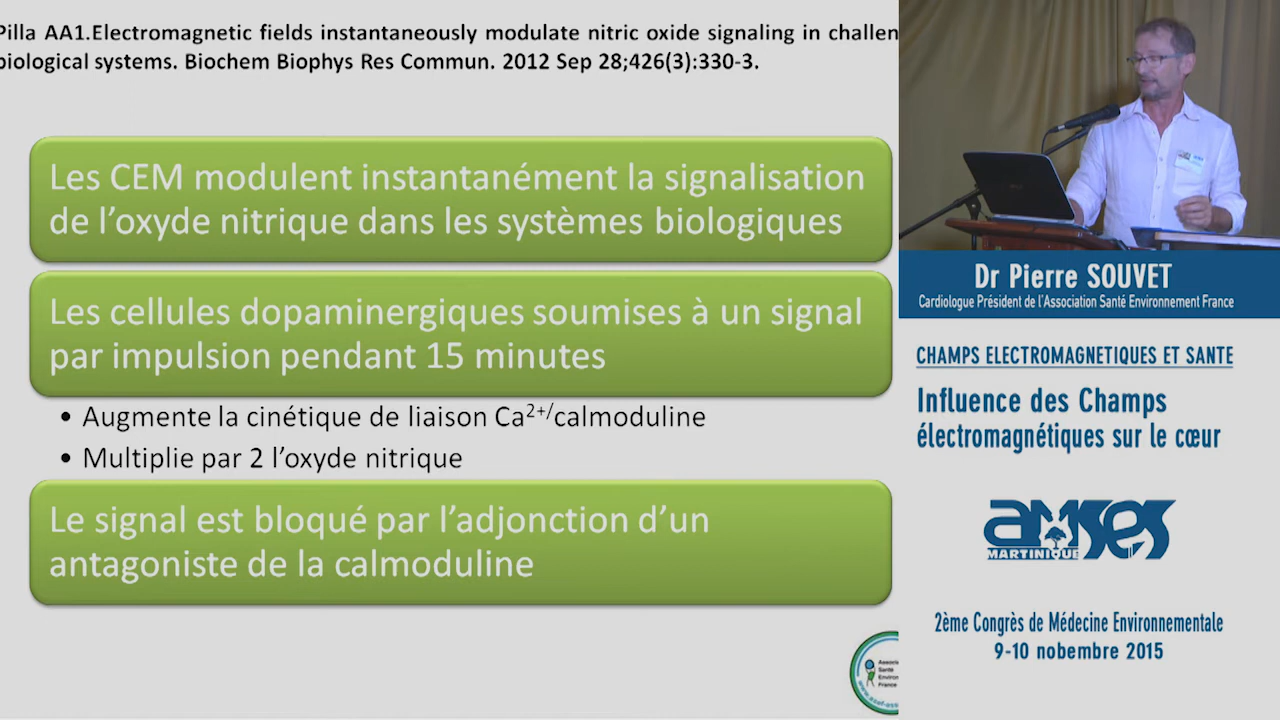 Pilla AA1.Electromagnetic fields instantaneously modulate nitric oxide signaling in challen
biological systems. Biochem Biophys Res Commun. 2012 Sep 28;426(3):330-3.
Les CEM modulent instantanément la signalisation
de l’oxyde nitrique dans les systèmes biologiques
Les cellules dopaminergiques soumises à un signal
par impulsion pendant 15 minutes
• Augmente la cinétique de liaison Ca²⁺/calmoduline
• Multiplie par 2 l’oxyde nitrique
Le signal est bloqué par l’adjonction d’un
antagoniste de la calmoduline
Dr Pierre SOUVET
Cardiologue Président de l’Association Santé Environement France
CHAMPS ELECTROMAGNETIQUES ET SANTE
Influence des Champs
électromagnétiques sur le cœur
amses
MARTINIQUE
2ème Congrès de Médecine Environnementale
9-10 nobembre 2015
Santé
France